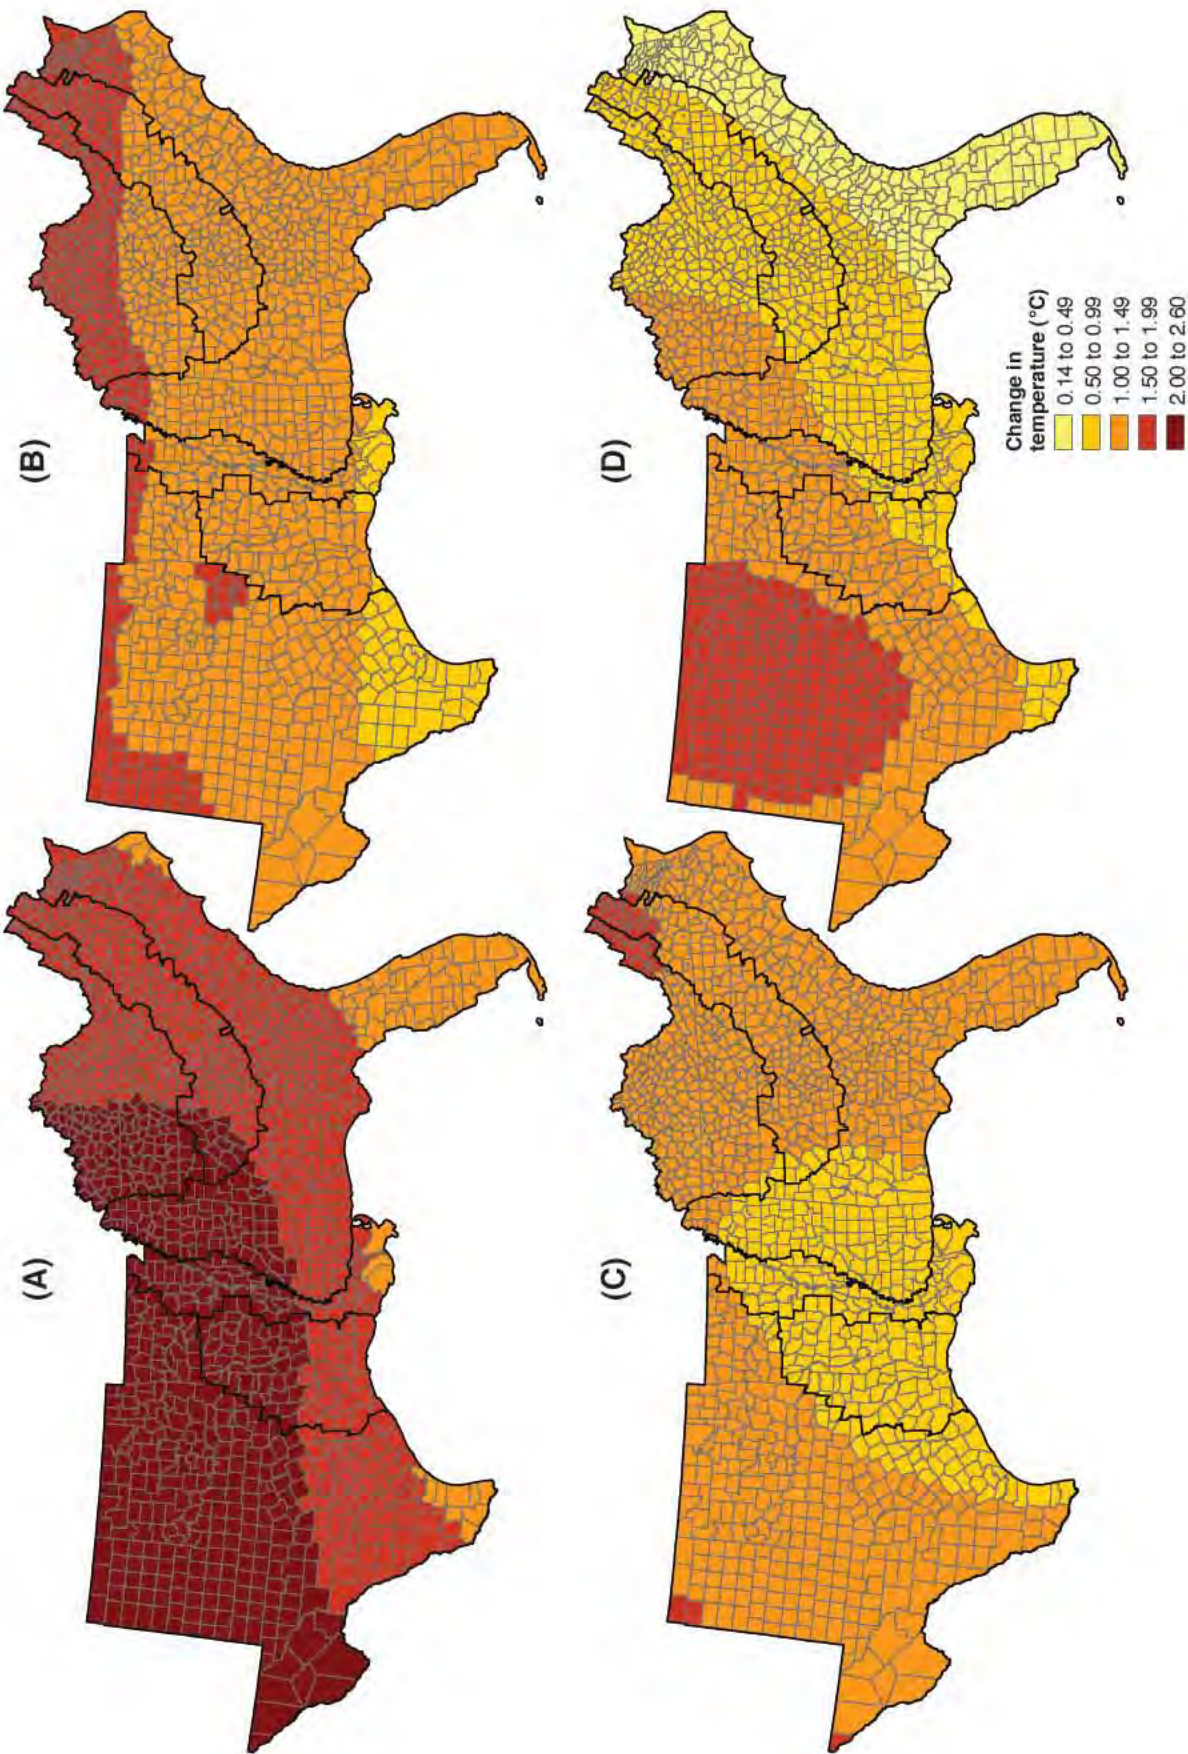 (A)
(B)
(C)
(D)
Change in
temperature (°C)
0.14 to 0.49
0.50 to 0.99
1.00 to 1.49
1.50 to 1.99
2.00 to 2.60